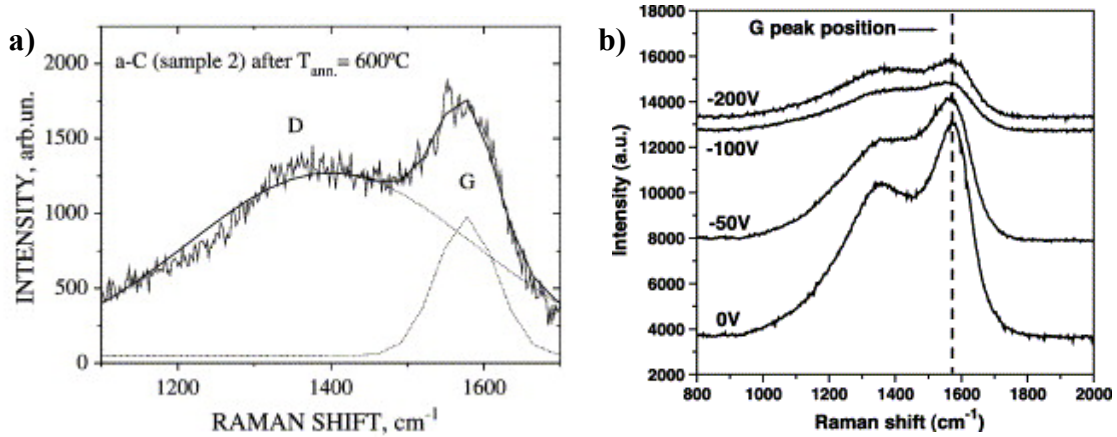 a)
a-C (sample 2) after Tann.= 600ºC
D
G
2000
1500
1000
500
0
INTENSITY, arb.un.
1200
1400
1600
RAMAN SHIFT, cm-1
b)
G peak position
-200V
-100V
-50V
0V
18000
16000
14000
12000
10000
8000
6000
4000
2000
Intensity (a.u.)
800
1000
1200
1400
1600
1800
2000
Raman shift (cm-1)